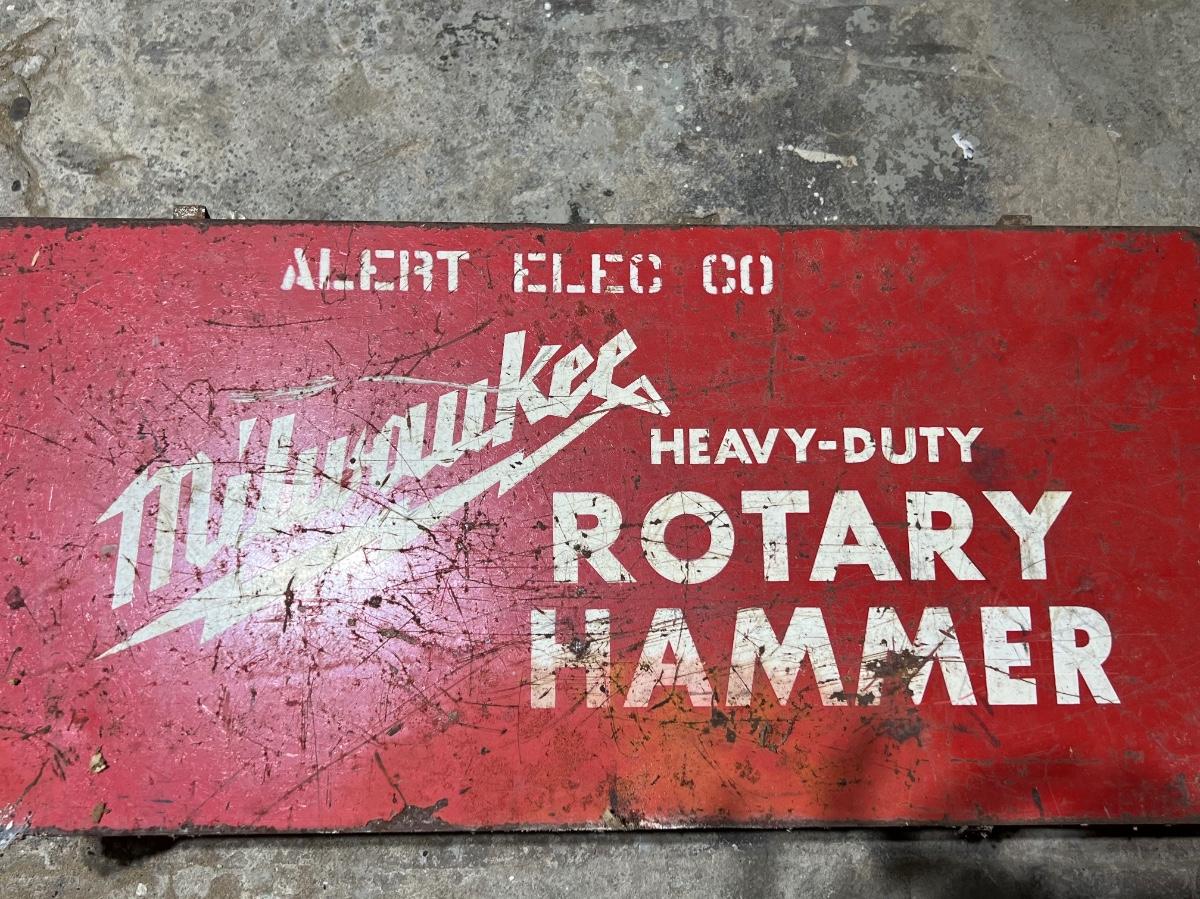 ALERT ELEC CO
Milwaukee
HEAVY-DUTY
ROTARY
HAMMER